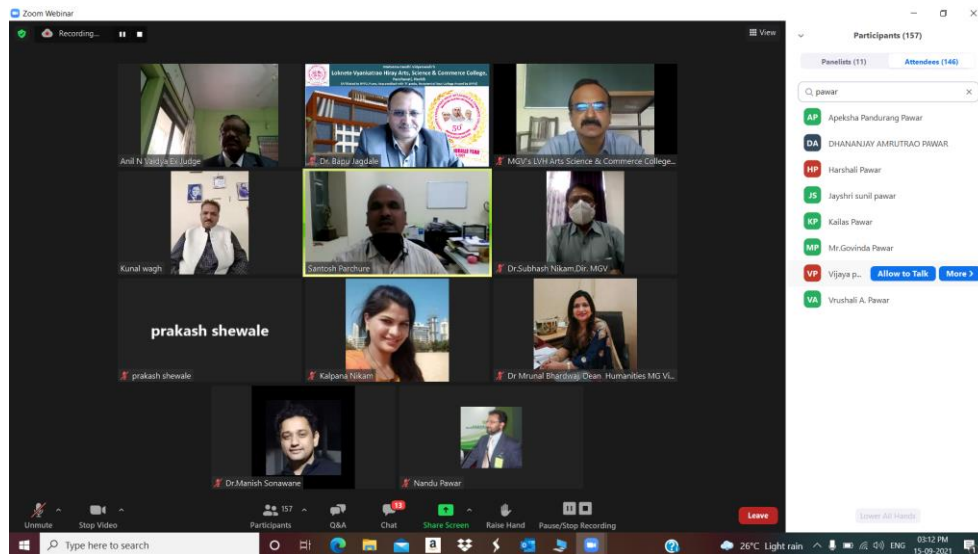 Zoom Webinar
Recording...
View
Participants (157)
Panelists (11)
Attendees (146)
pawar
AP Apeksha Pandurang Pawar
DA DHANANJAY AMRUTRAO PAWAR
HP Harshali Pawar
JS Jayshri sunil pawar
KP Kailas Pawar
MP Mr.Govinda Pawar
VP Vijaya p... Allow to Talk More >
VA Vrushali A. Pawar
Loknete Vyankatrao Hiray Arts, Science & Commerce College,
50
Anil N Vaidya Ex Judge
Dr. Bapu Jagdale
MGV's LVH Arts Science & Commerce College...
Kunal wagh
Santosh Parchure
Dr.Subhash Nikam.Dir. MGV
prakash shewale
prakash shewale
Kalpana Nikam
Dr Mrunal Bhardwaj Dean Humanities MG Vi...
Dr.Manish Sonawane
Nandu Pawar
Unmute
Stop Video
157
Participants
Q&A
13
Chat
Share Screen
Raise Hand
Pause/Stop Recording
Leave
Lower All Hands
Type here to search
a
26°C Light rain
ENG
03:12 PM
15-09-2021